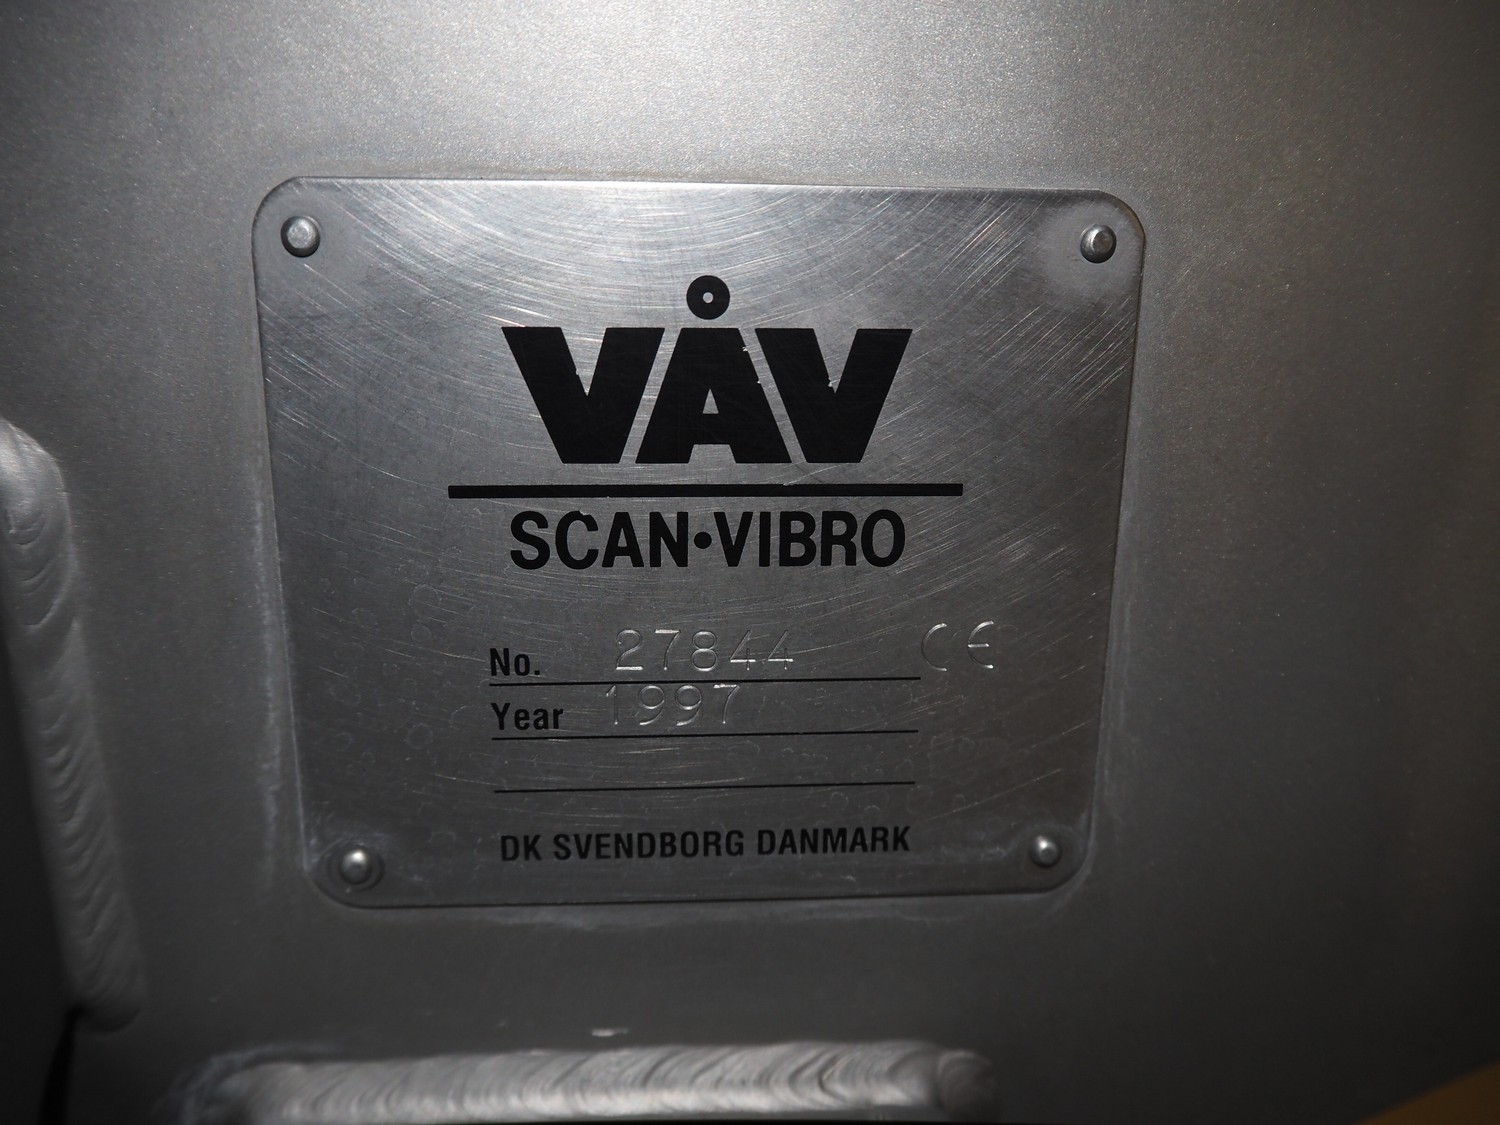 VÅV
SCAN·VIBRO
No. 27844 CE
Year 1997
DK SVENDBORG DANMARK